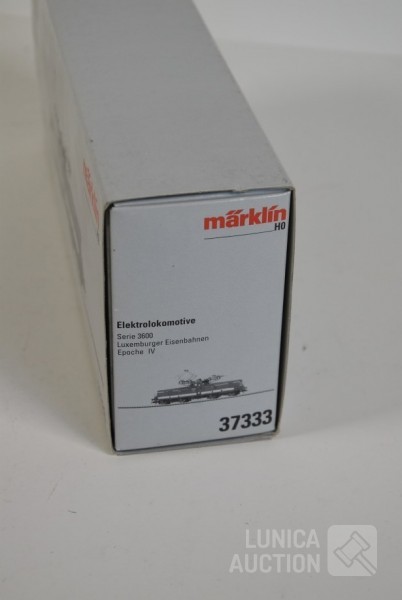 märklin
H0
Elektrolokomotive
Serie 3600
Luxemburger Eisenbahnen
Epoche IV
37333
LUNICA
AUCTION